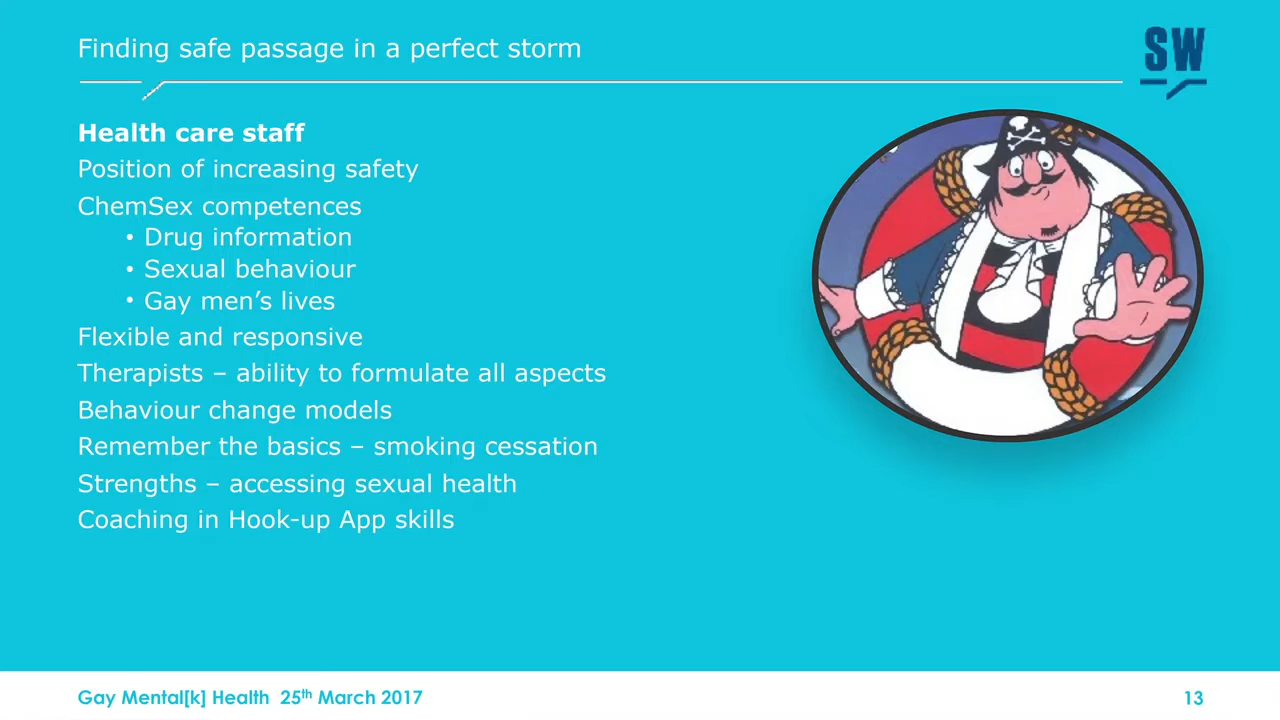 Finding safe passage in a perfect storm
SW
Health care staff
Position of increasing safety
ChemSex competences
• Drug information
• Sexual behaviour
• Gay men’s lives
Flexible and responsive
Therapists – ability to formulate all aspects
Behaviour change models
Remember the basics – smoking cessation
Strengths – accessing sexual health
Coaching in Hook-up App skills
Gay Mental[k] Health 25th March 2017
13